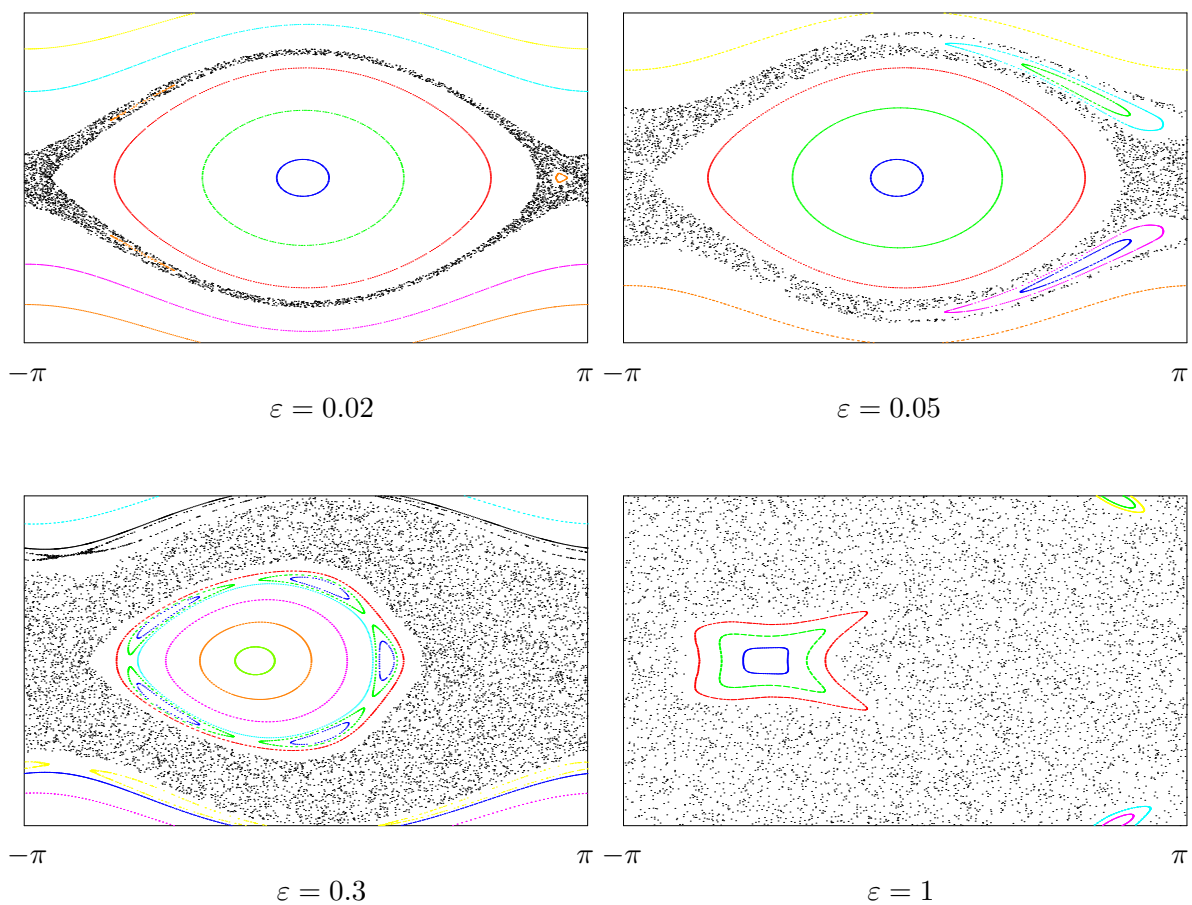 −π π −π π
ε = 0.02 ε = 0.05
−π π −π π
ε = 0.3 ε = 1